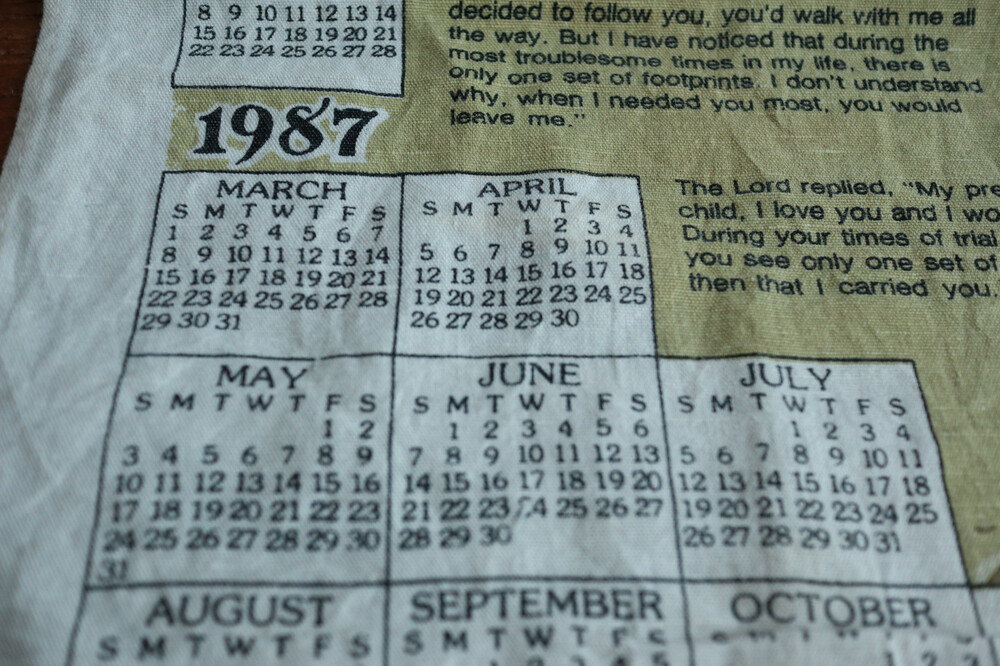 8 9 10 11 12 13 14
15 16 17 18 19 20 21
22 23 24 25 26 27 28
decided to follow you, you'd walk with me all
the way. But I have noticed that during the
most troublesome times in my life, there is
only one set of footprints. I don't understand
why, when I needed you most, you would
leave me."
1987
MARCH
S M T W T F S
1 2 3 4 5 6 7
8 9 10 11 12 13 14
15 16 17 18 19 20 21
22 23 24 25 26 27 28
29 30 31
APRIL
S M T W T F S
1 2 3 4
5 6 7 8 9 10 11
12 13 14 15 16 17 18
19 20 21 22 23 24 25
26 27 28 29 30
The Lord replied, "My pre
child, I love you and I wo
During your times of trial
you see only one set of
then that I carried you.
MAY
S M T W T F S
1 2
3 4 5 6 7 8 9
10 11 12 13 14 15 16
17 18 19 20 21 22 23
24 25 26 27 28 29 30
31
JUNE
S M T W T F S
1 2 3 4 5 6
7 8 9 10 11 12 13
14 15 16 17 18 19 20
21 22 23 24 25 26 27
28 29 30
JULY
S M T W T F S
1 2 3 4
5 6 7 8 9 10 11
12 13 14 15 16 17 18
19 20 21 22 23 24 25
26 27 28 29 30 31
AUGUST
S M T W T F S
SEPTEMBER
S M T W T F S
1 2 3 4 5
OCTOBER
1 2 3